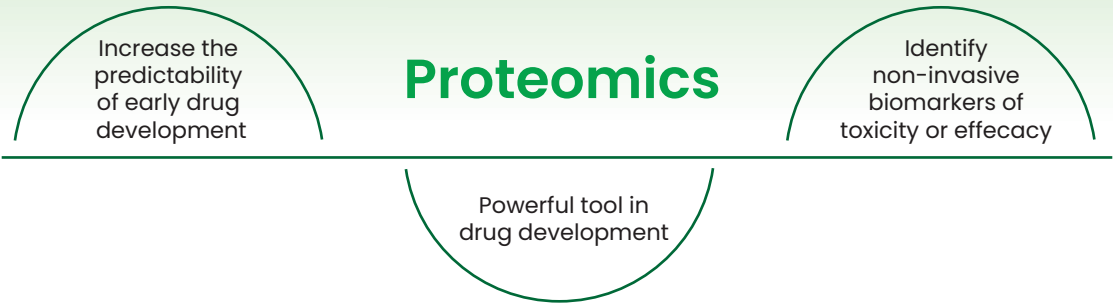 Increase the
predictability
of early drug
development
Proteomics
Identify
non-invasive
biomarkers of
toxicity or effecacy
Powerful tool in
drug development